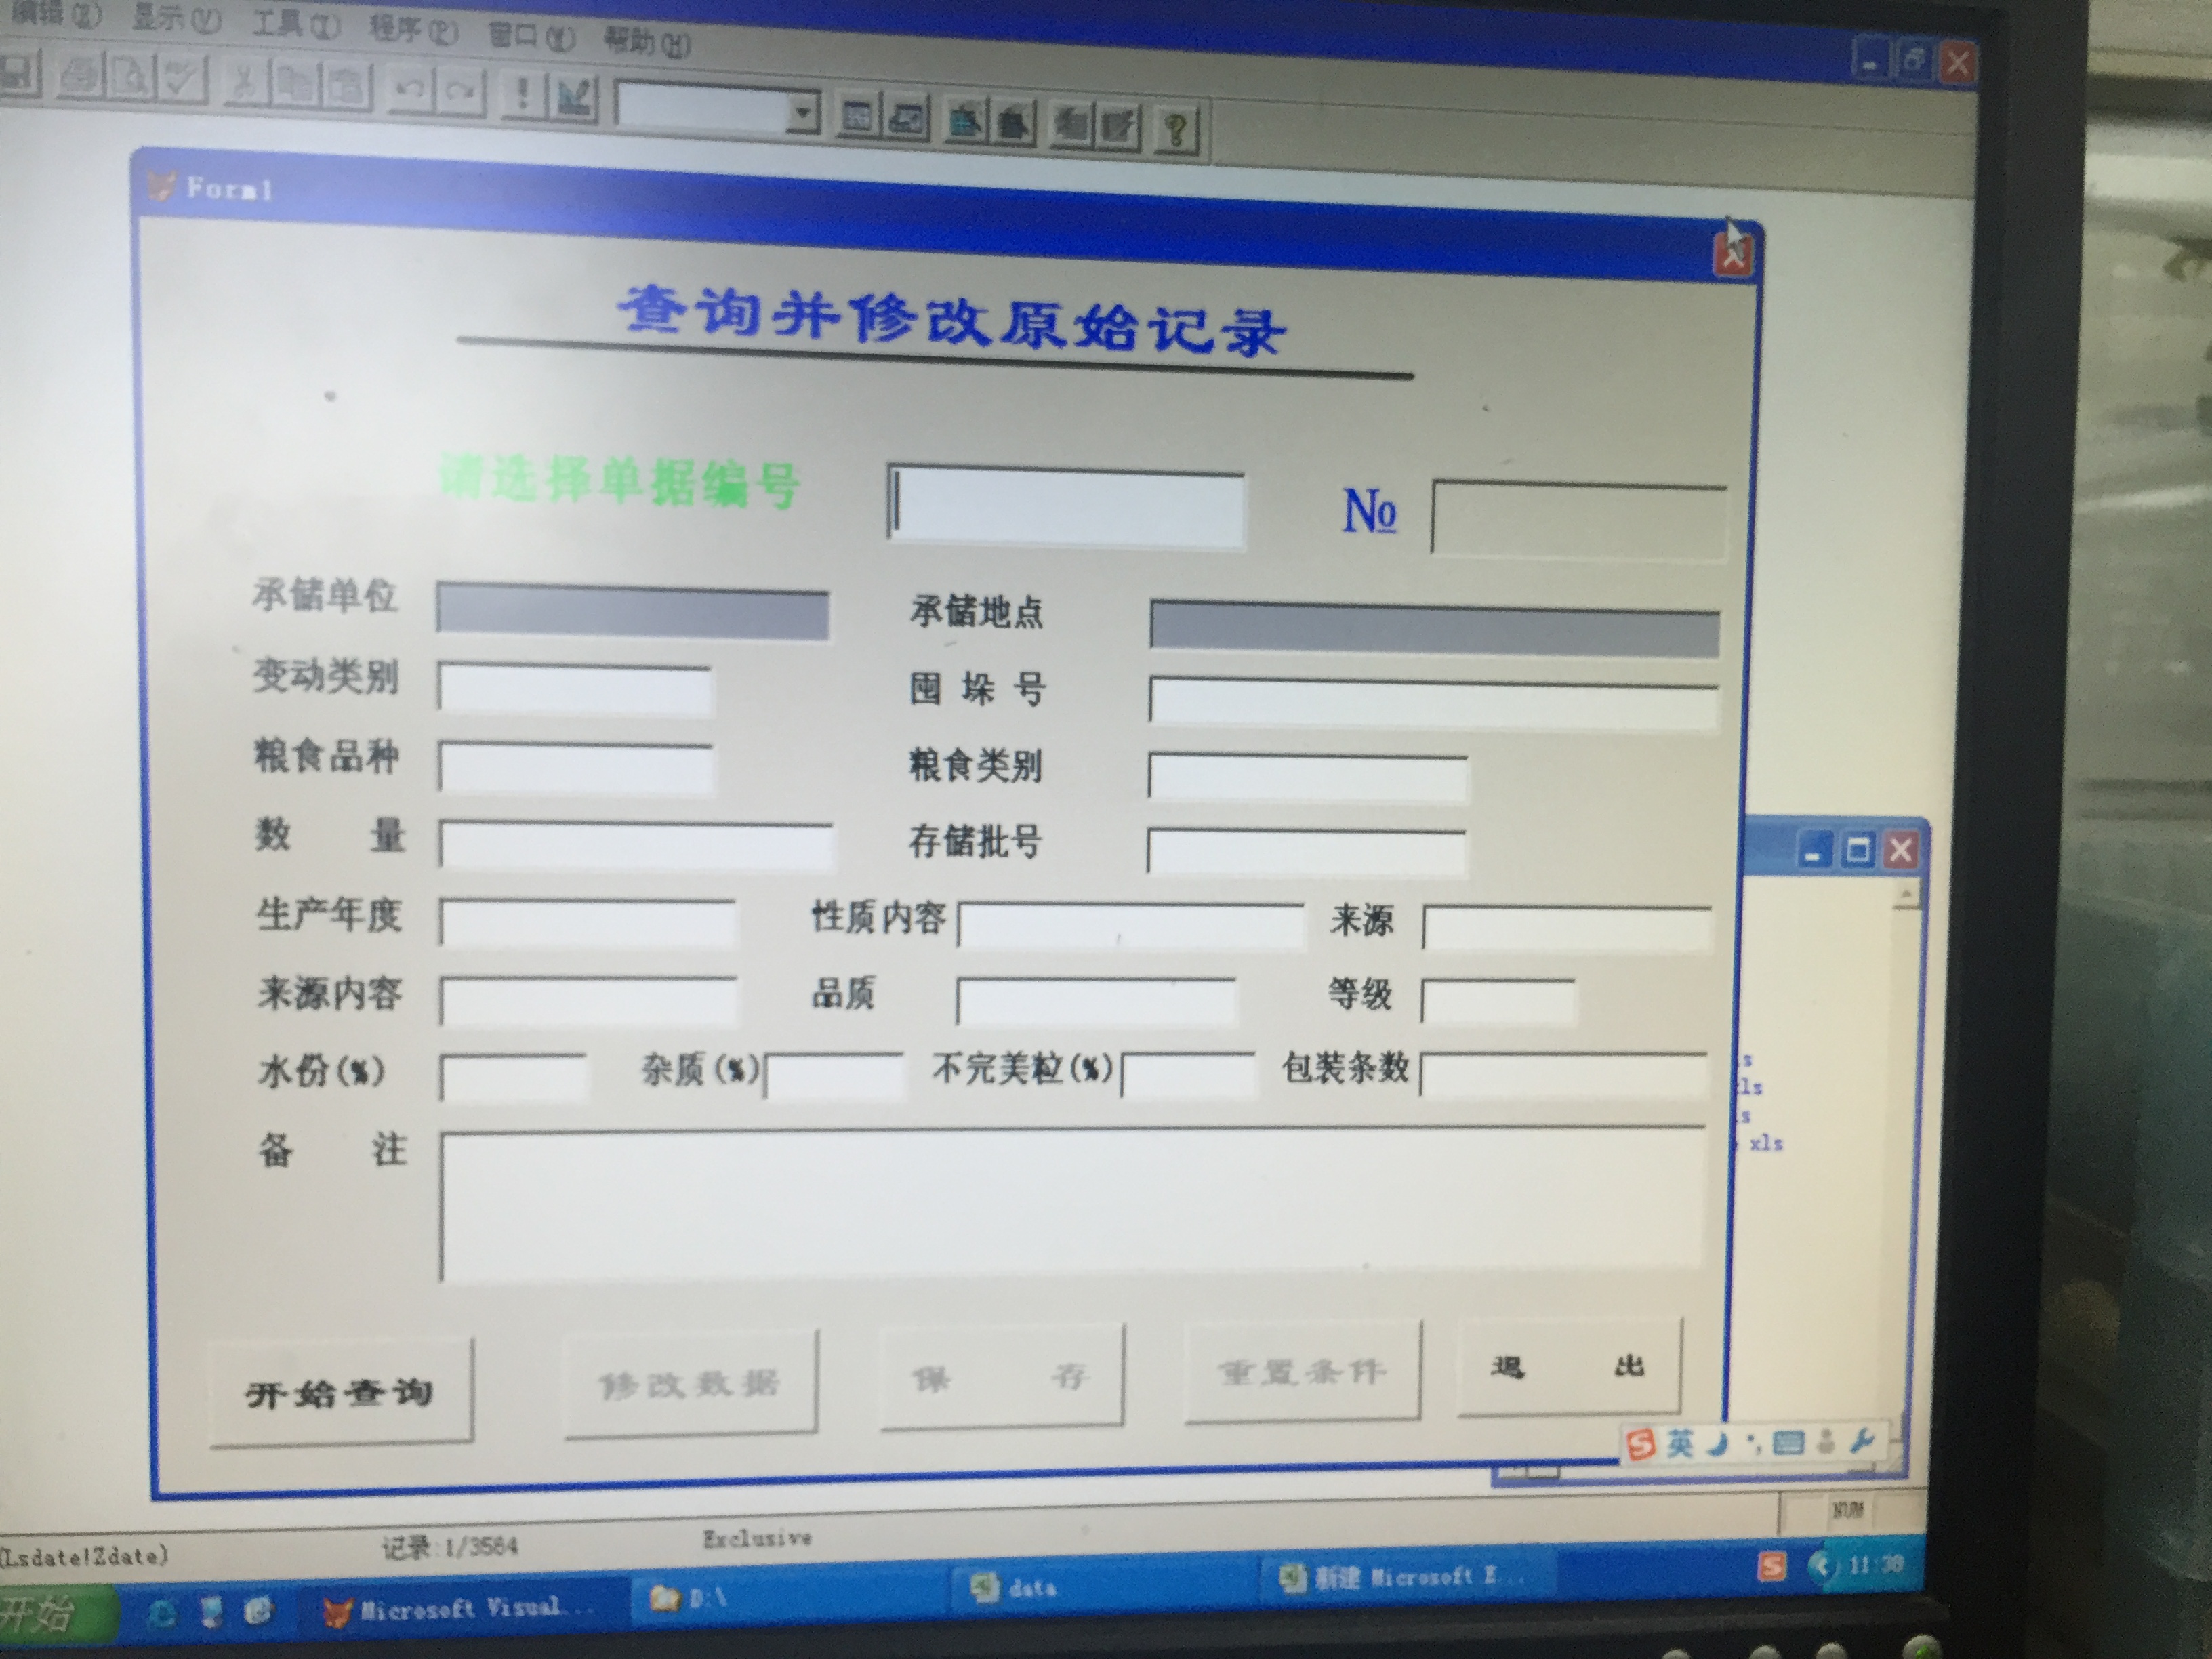 编辑(E) 显示(V) 工具(T) 程序(P) 窗口(W) 帮助(H)
Form1
查询并修改原始记录
请选择单据编号 №
承储单位 承储地点
变动类别 囤 垛 号
粮食品种 粮食类别
数 量 存储批号
生产年度 性质内容 来源
来源内容 品质 等级
水份(%) 杂质(%) 不完美粒(%) 包装条数
备 注
xls
开始查询 修改数据 保 存 重置条件 退 出
英
(Lsdate!Zdate) 记录:1/3564 Exclusive NUM
开始 Microsoft Visual... D:\ data 新建 Microsoft E... 11:30